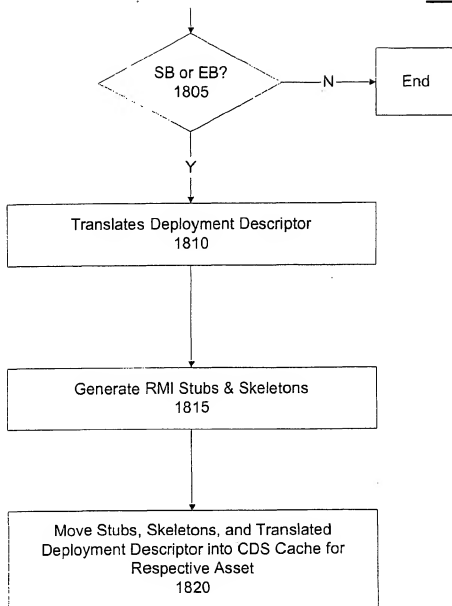 SB or EB?
1805
N
End
Y
Translates Deployment Descriptor
1810
Generate RMI Stubs & Skeletons
1815
Move Stubs, Skeletons, and Translated
Deployment Descriptor into CDS Cache for
Respective Asset
1820